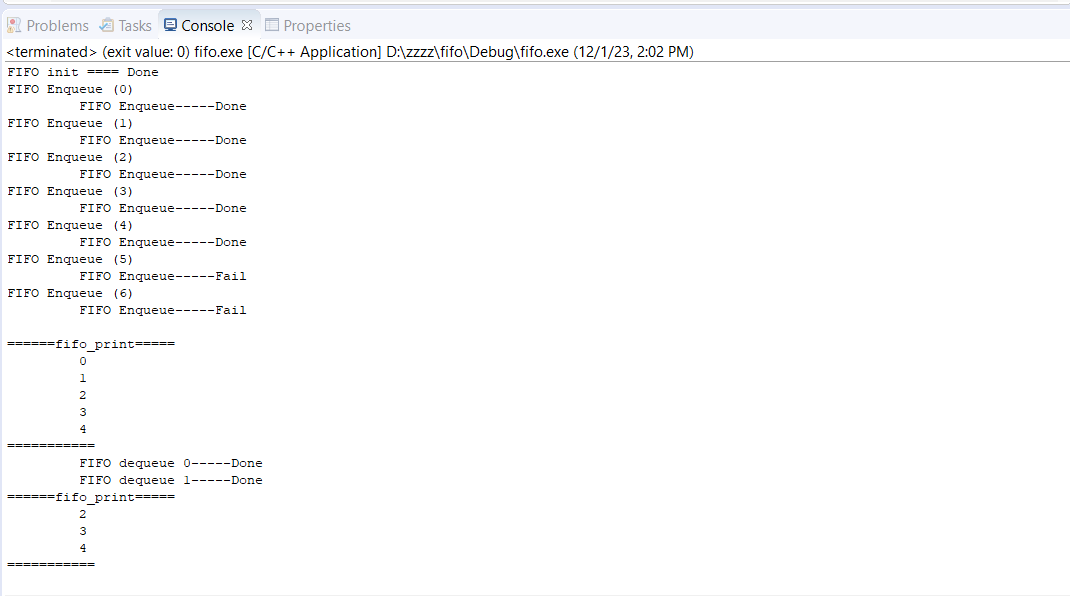 Problems Tasks Console Properties
<terminated> (exit value: 0) fifo.exe [C/C++ Application] D:\zzzz\fifo\Debug\fifo.exe (12/1/23, 2:02 PM)
FIFO init ==== Done
FIFO Enqueue (0)
         FIFO Enqueue-----Done
FIFO Enqueue (1)
         FIFO Enqueue-----Done
FIFO Enqueue (2)
         FIFO Enqueue-----Done
FIFO Enqueue (3)
         FIFO Enqueue-----Done
FIFO Enqueue (4)
         FIFO Enqueue-----Done
FIFO Enqueue (5)
         FIFO Enqueue-----Fail
FIFO Enqueue (6)
         FIFO Enqueue-----Fail

======fifo_print=====
         0
         1
         2
         3
         4
===========
         FIFO dequeue 0-----Done
         FIFO dequeue 1-----Done
======fifo_print=====
         2
         3
         4
===========